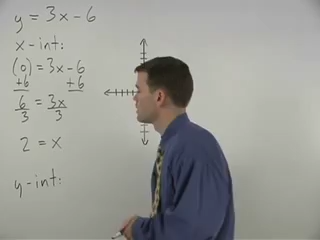 y = 3x - 6
x-int:
(0) = 3x - 6
+6 +6
6/3 = 3x/3
2 = x
y-int: